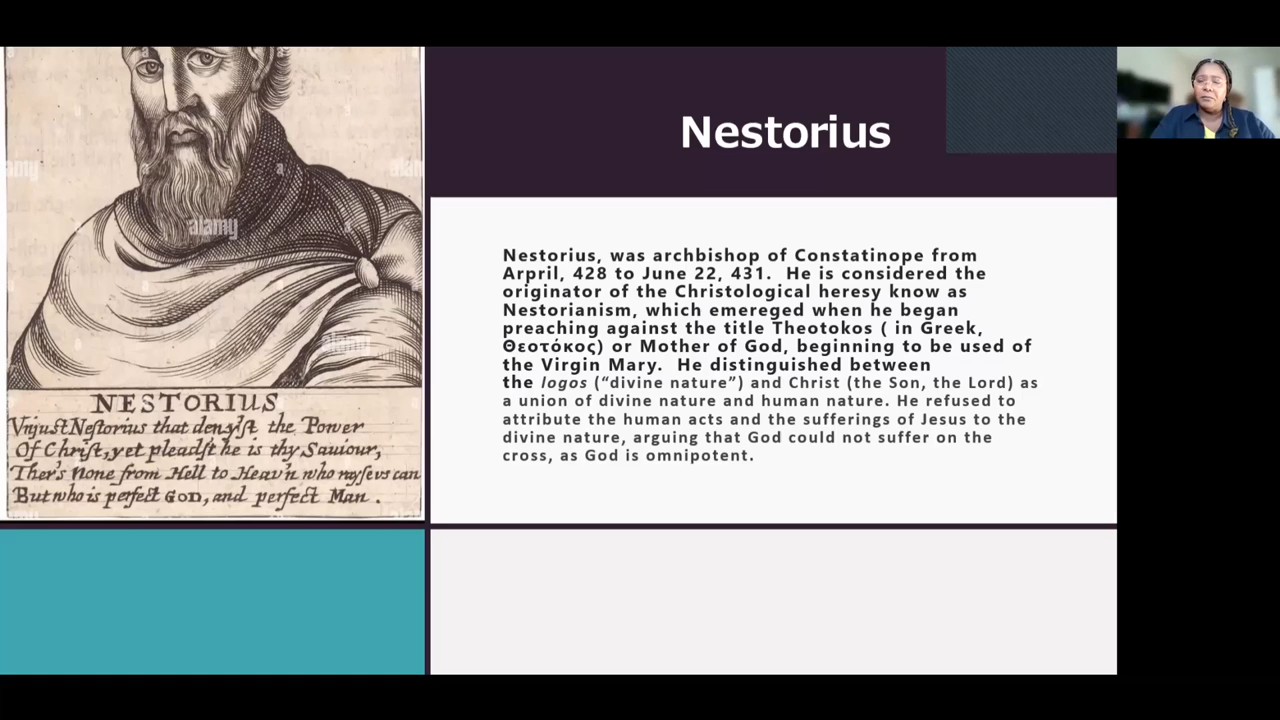 Nestorius
Nestorius, was archbishop of Constatinope from
Arpril, 428 to June 22, 431.  He is considered the
originator of the Christological heresy know as
Nestorianism, which emereged when he began
preaching against the title Theotokos ( in Greek,
Θεοτόκος) or Mother of God, beginning to be used of
the Virgin Mary.  He distinguished between
the logos (“divine nature”) and Christ (the Son, the Lord) as
a union of divine nature and human nature. He refused to
attribute the human acts and the sufferings of Jesus to the
divine nature, arguing that God could not suffer on the
cross, as God is omnipotent.
alamy
NESTORIUS
Vnjust Neſtorius that denyſt the Power
Of Christ, yet pleadſt he is thy Saviour,
Ther's none from Hell to Heav'n who rayſe us can
But who is perfect GOD, and perfect Man .